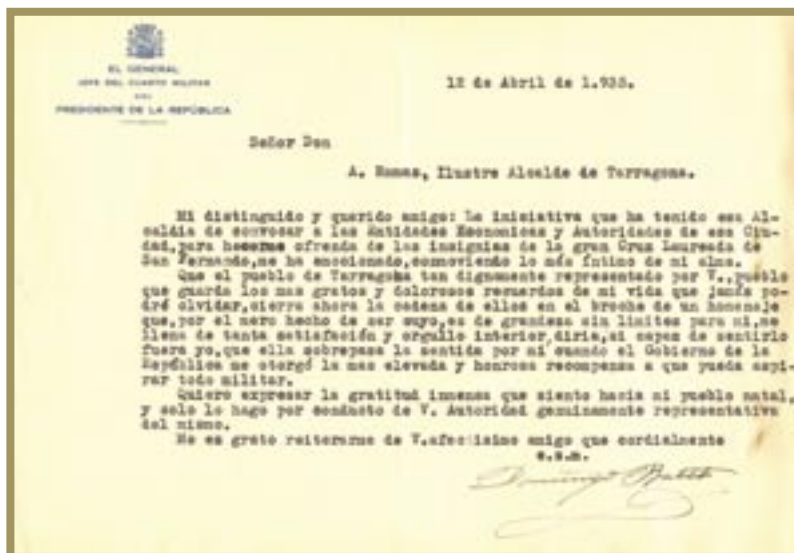 EL GENERAL
JEFE DEL CUARTO MILITAR
DEL
PRESIDENTE DE LA REPÚBLICA
12 de Abril de 1.935.
Señor Don
A. Ramas, Ilustre Alcalde de Tarragona.
Mi distinguido y querido amigo: La iniciativa que ha tenido esa Al-
caldia de convocar a las Entidades Economicas y Autoridades de esa Ciu-
dad, para hacerme ofrenda de las insignias de la gran Cruz Laureada de
San Fernando, me ha emocionado, conmoviendo lo más íntimo de mi alma.
Que el pueblo de Tarragona tan dignamente representado por V., pueblo
que guarda los mas gratos y dolorosos recuerdos de mi vida que jamás po-
dré olvidar, cierra ahora la cadena de ellos en el broche de un homenaje
que, por el mero hecho de ser suyo, es de grandeza sin limites para mi, me
llena de tanta satisfación y orgullo interior, diria, si capaz de sentirlo
fuera yo, que ella sobrepasa la sentida por mi cuando el Gobierno de la
República me otorgó la mas elevada y honrosa recompensa a que pueda aspi-
rar todo militar.
Quiero expresar la gratitud inmensa que siento hacia mi pueblo natal,
y solo lo hago por conducto de V. Autoridad genuinamente representativa
del mismo.
Me es grato reiterarme de V. afectisimo amigo que cordialmente
e.s.m.
Domingo Batet